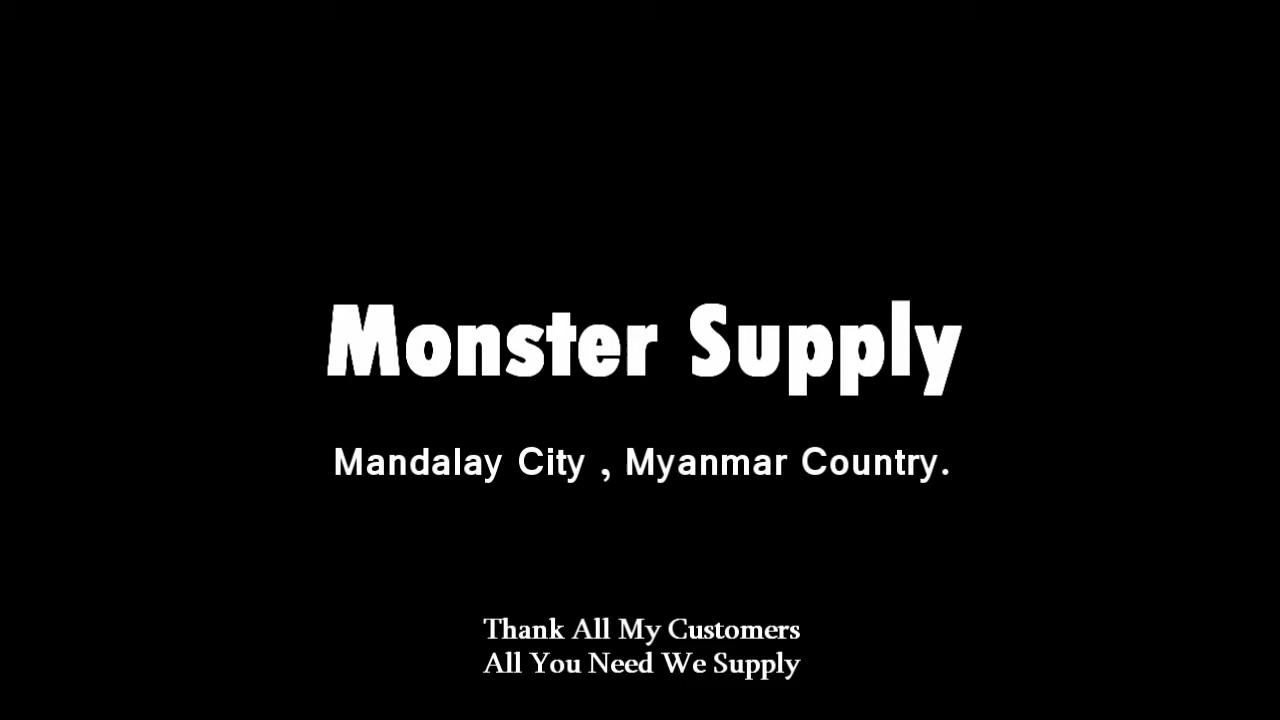 Monster Supply
Mandalay City , Myanmar Country.
Thank All My Customers
All You Need We Supply